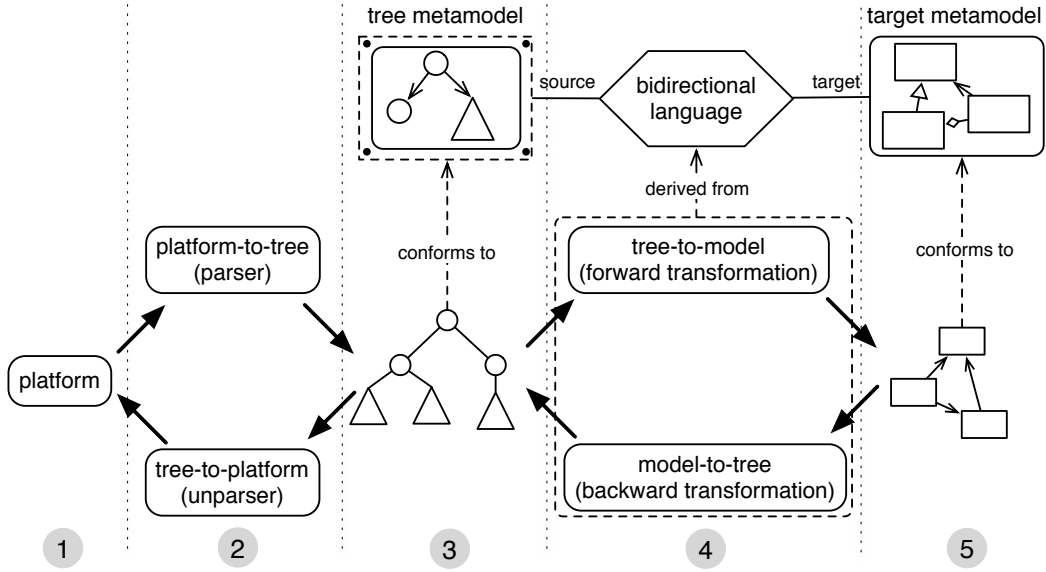 tree metamodel
target metamodel
source
bidirectional
language
target
derived from
platform-to-tree
(parser)
conforms to
tree-to-model
(forward transformation)
conforms to
platform
tree-to-platform
(unparser)
model-to-tree
(backward transformation)
1
2
3
4
5